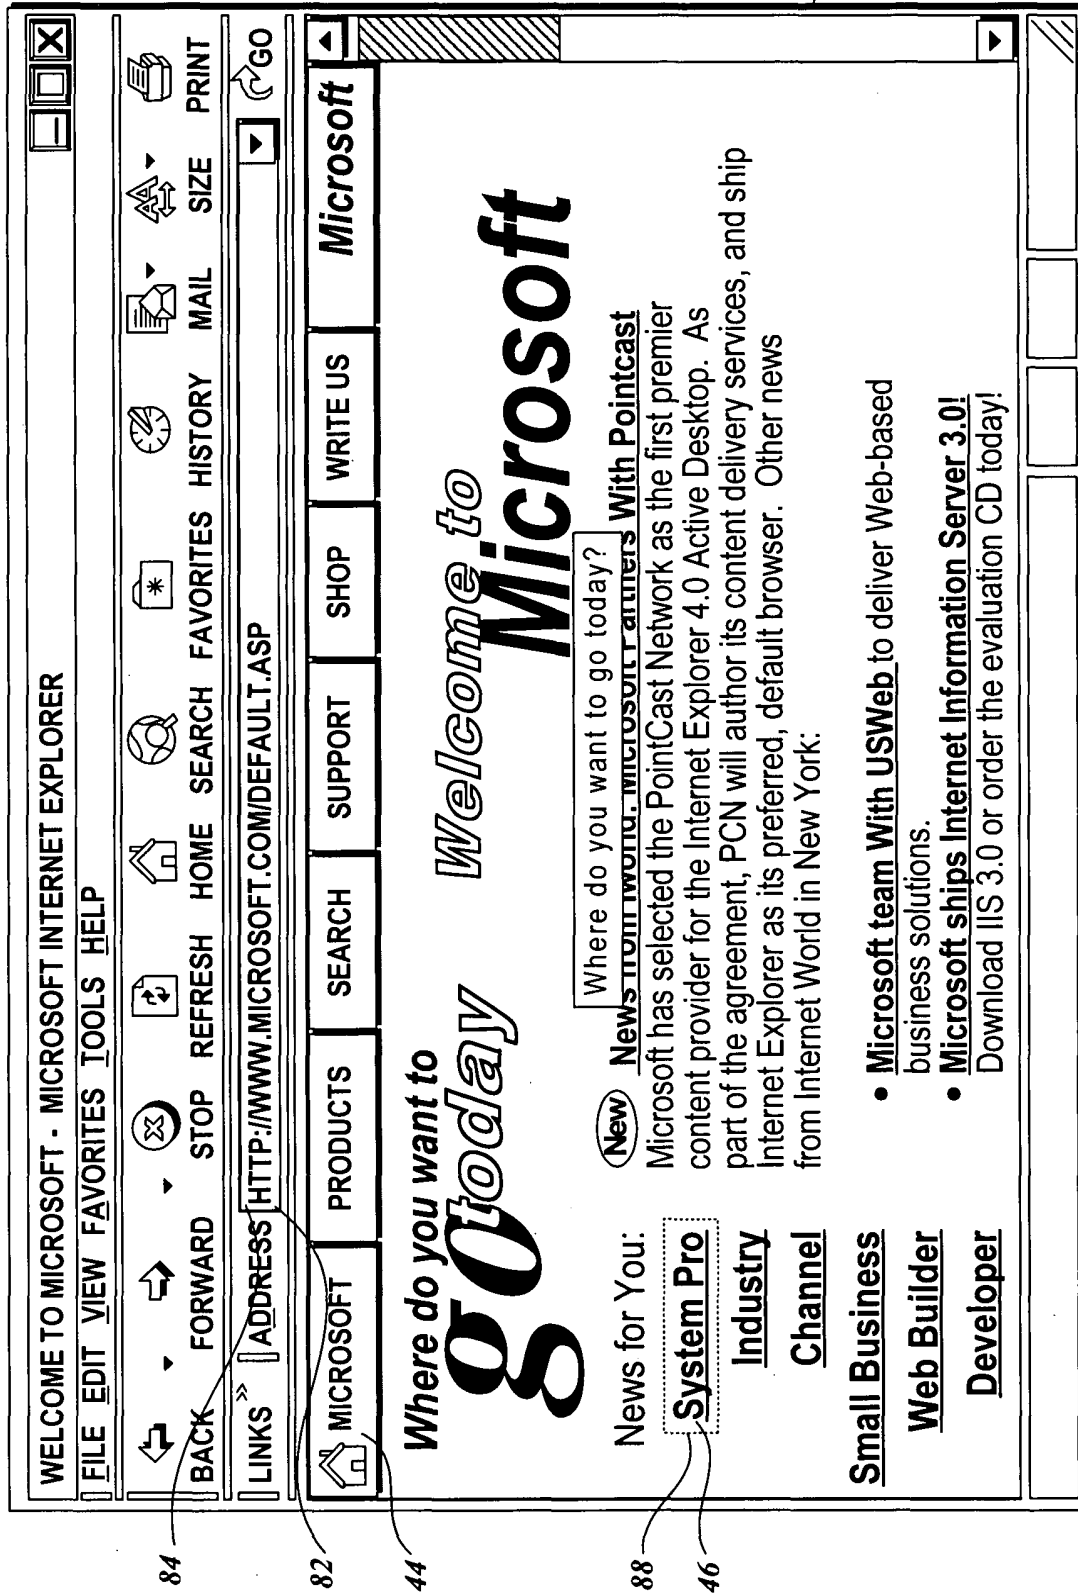 WELCOME TO MICROSOFT - MICROSOFT INTERNET EXPLORER
FILE EDIT VIEW FAVORITES TOOLS HELP
BACK FORWARD STOP REFRESH HOME SEARCH FAVORITES HISTORY MAIL SIZE PRINT
LINKS » ADDRESS HTTP://WWW.MICROSOFT.COM/DEFAULT.ASP GO
MICROSOFT PRODUCTS SEARCH SUPPORT SHOP WRITE US Microsoft
Where do you want to
go today
Welcome to
Microsoft
Where do you want to go today?
New News from Iworld: Microsoft Partners With Pointcast
Microsoft has selected the PointCast Network as the first premier
content provider for the Internet Explorer 4.0 Active Desktop. As
part of the agreement, PCN will author its content delivery services, and ship
Internet Explorer as its preferred, default browser. Other news
from Internet World in New York:
• Microsoft team With USWeb to deliver Web-based
business solutions.
• Microsoft ships Internet Information Server 3.0!
Download IIS 3.0 or order the evaluation CD today!
News for You:
System Pro
Industry
Channel
Small Business
Web Builder
Developer
84
82
44
88
46